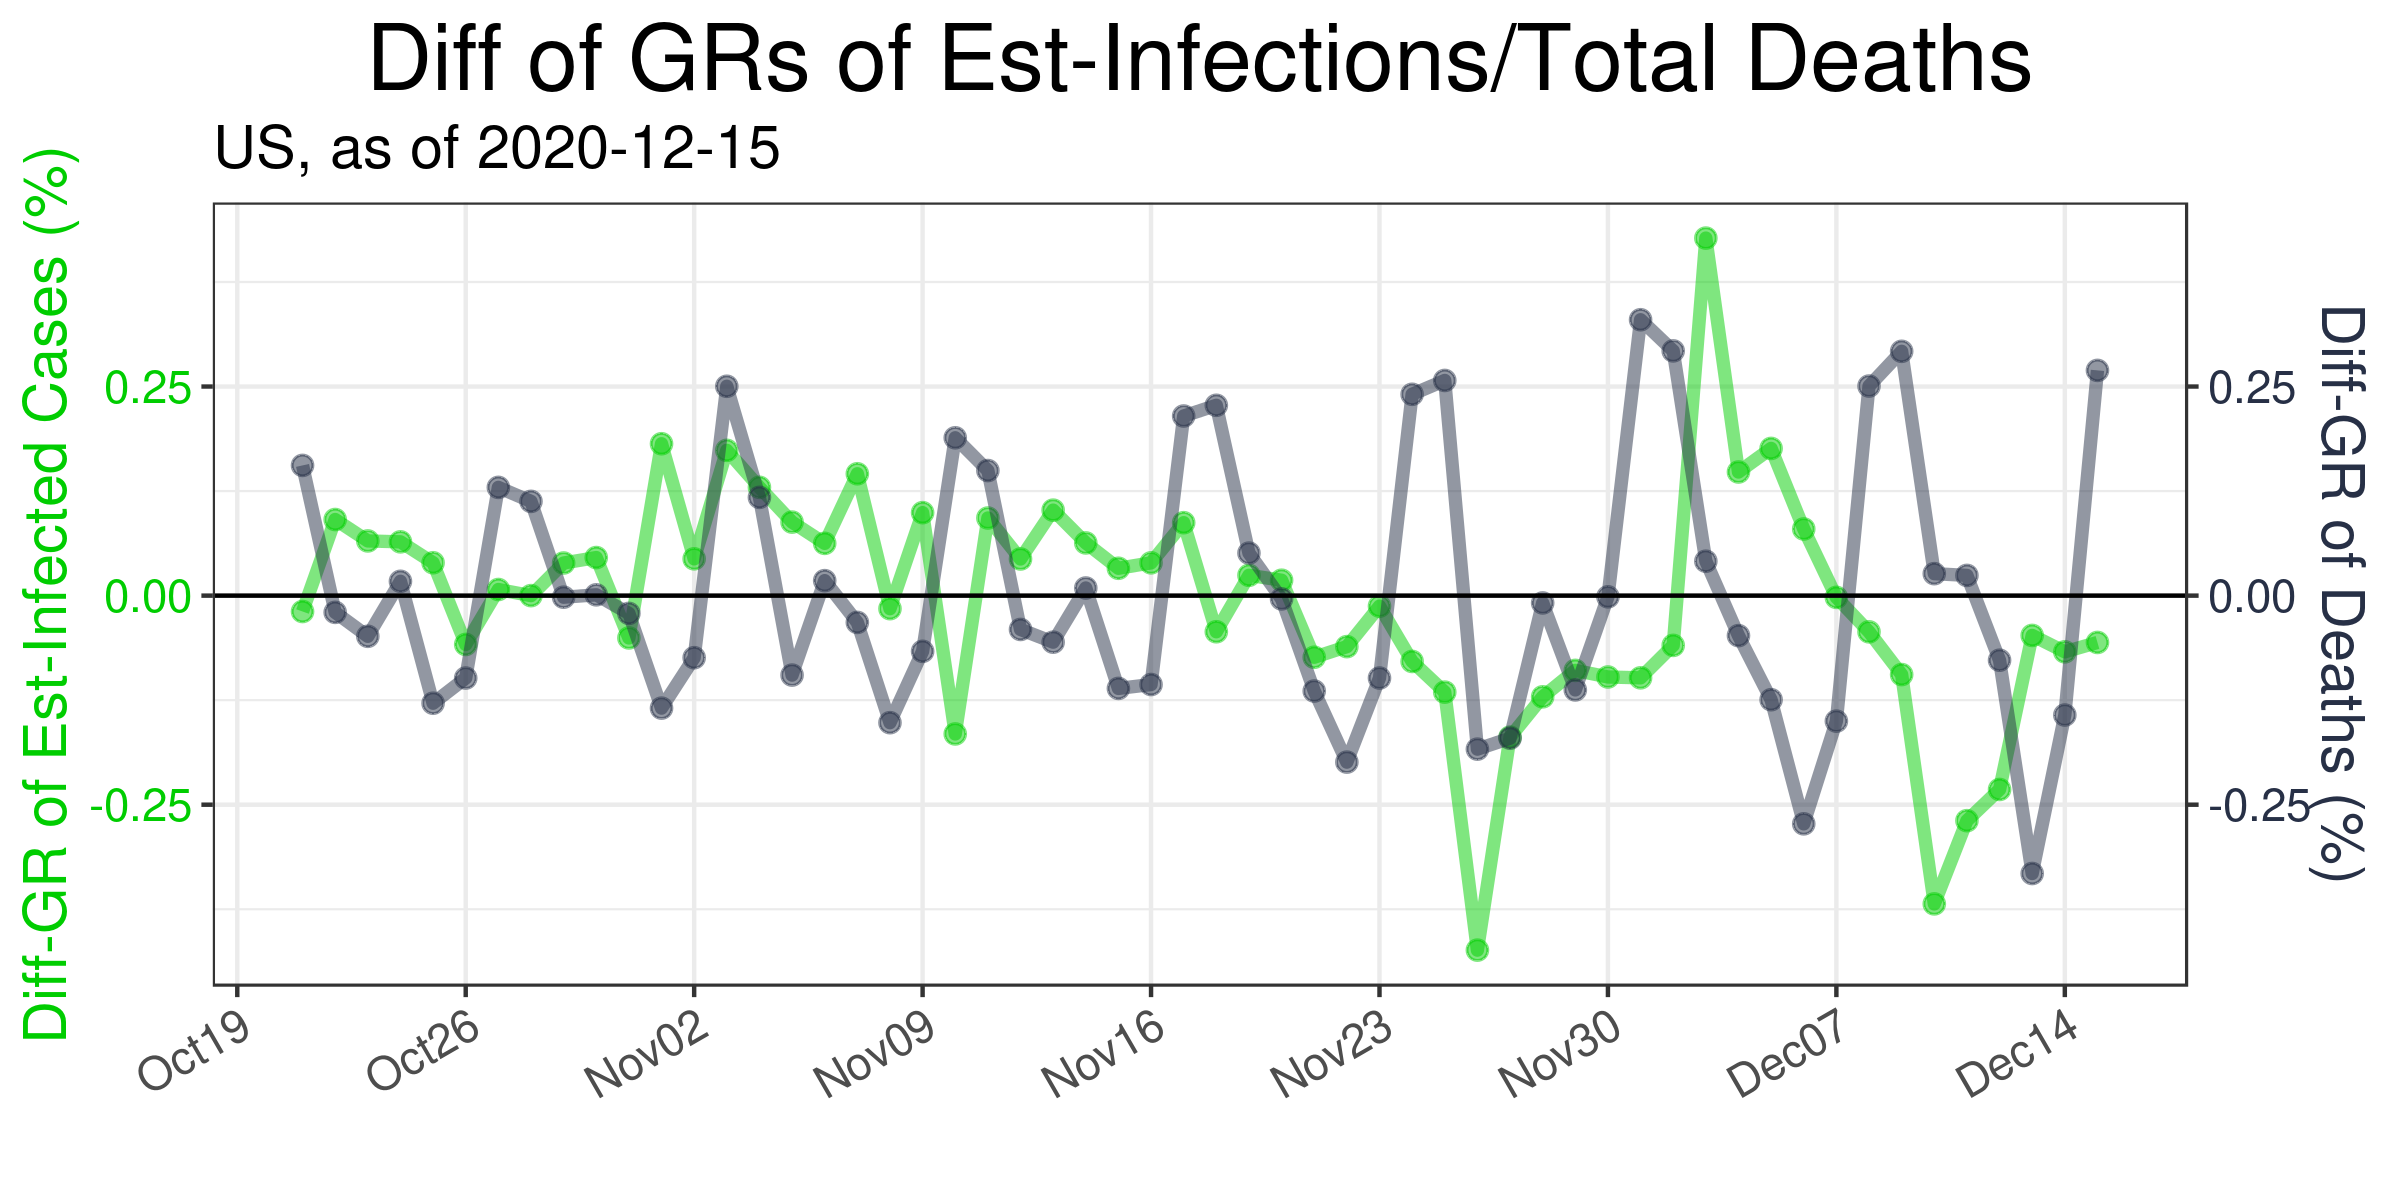 Diff of GRs of Est-Infections/Total Deaths
US, as of 2020-12-15
Diff-GR of Est-Infected Cases (%)
0.25
0.00
-0.25
0.25
0.00
-0.25
Diff-GR of Deaths (%)
Oct19
Oct26
Nov02
Nov09
Nov16
Nov23
Nov30
Dec07
Dec14